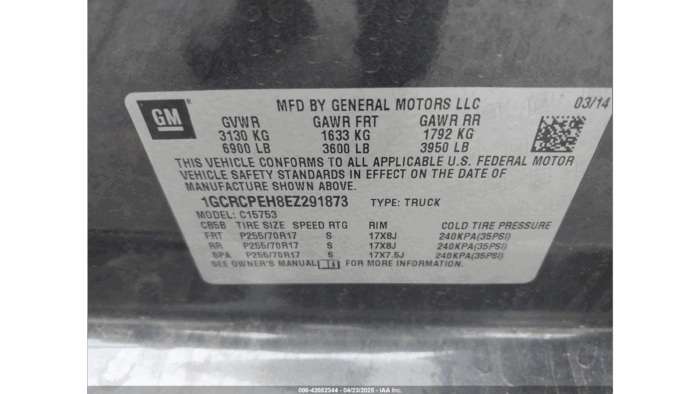 GM
MFD BY GENERAL MOTORS LLC 03/14
GVWR GAWR FRT GAWR RR
3130 KG 1633 KG 1792 KG
6900 LB 3600 LB 3950 LB
THIS VEHICLE CONFORMS TO ALL APPLICABLE U.S. FEDERAL MOTOR
VEHICLE SAFETY STANDARDS IN EFFECT ON THE DATE OF
MANUFACTURE SHOWN ABOVE.
1GCRCPEH8EZ291873 TYPE: TRUCK
MODEL: C15753
CB5B TIRE SIZE SPEED RTG RIM COLD TIRE PRESSURE
FRT P255/70R17 S 17X8J 240KPA(35PSI)
RR P255/70R17 S 17X8J 240KPA(35PSI)
SPA P255/70R17 S 17X7.5J 240KPA(35PSI)
SEE OWNER'S MANUAL FOR MORE INFORMATION.
000-42002344 - 04/23/2025 - IAA Inc.